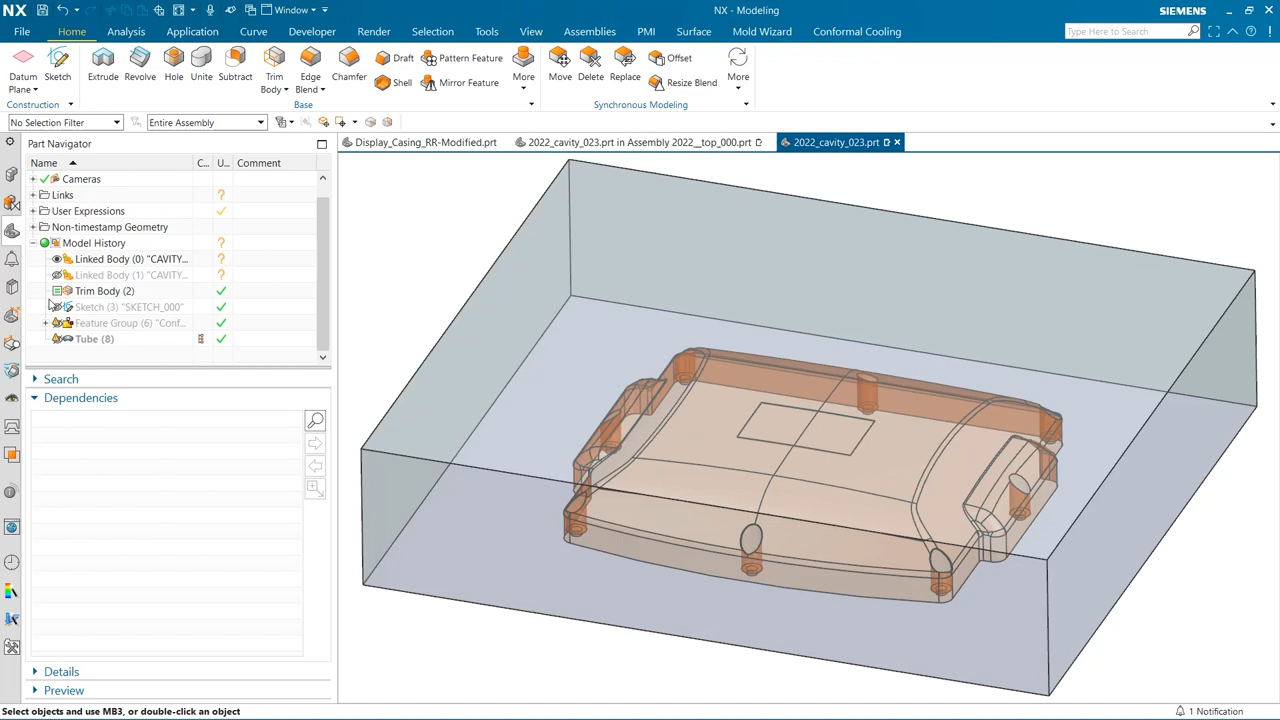 NX
Window
NX - Modeling
SIEMENS
File Home Analysis Application Curve Developer Render Selection Tools View Assemblies PMI Surface Mold Wizard Conformal Cooling
Type Here to Search
Datum Plane
Sketch
Extrude
Revolve
Hole
Unite
Subtract
Trim Body
Edge Blend
Chamfer
Draft
Shell
Pattern Feature
Mirror Feature
More
Move
Delete
Replace
Offset
Resize Blend
More
Construction
Base
Synchronous Modeling
No Selection Filter
Entire Assembly
Part Navigator
Display_Casing_RR-Modified.prt
2022_cavity_023.prt in Assembly 2022__top_000.prt
2022_cavity_023.prt
Name C... U... Comment
Cameras
Links ?
User Expressions
Non-timestamp Geometry
Model History ?
Linked Body (0) "CAVITY... ?
Linked Body (1) "CAVITY... ?
Trim Body (2)
Sketch (3) "SKETCH_000"
Feature Group (6) "Conf...
Tube (8)
Search
Dependencies
Details
Preview
Select objects and use MB3, or double-click an object
1 Notification